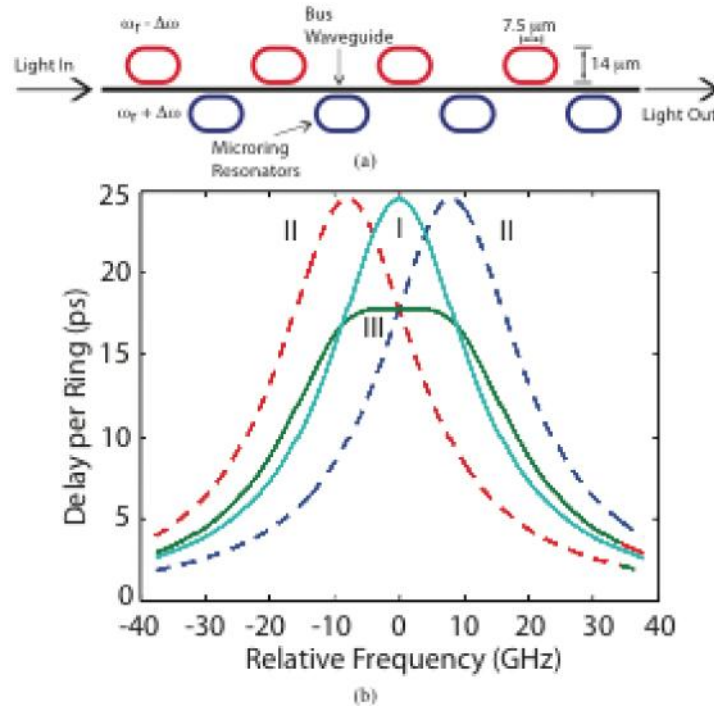 ωr - Δω
Bus
Waveguide
7.5 μm
Light In
14 μm
ωr + Δω
Light Out
Microring
Resonators
(a)
25
20
15
10
5
0
II
I
II
III
Delay per Ring (ps)
-40 -30 -20 -10 0 10 20 30 40
Relative Frequency (GHz)
(b)